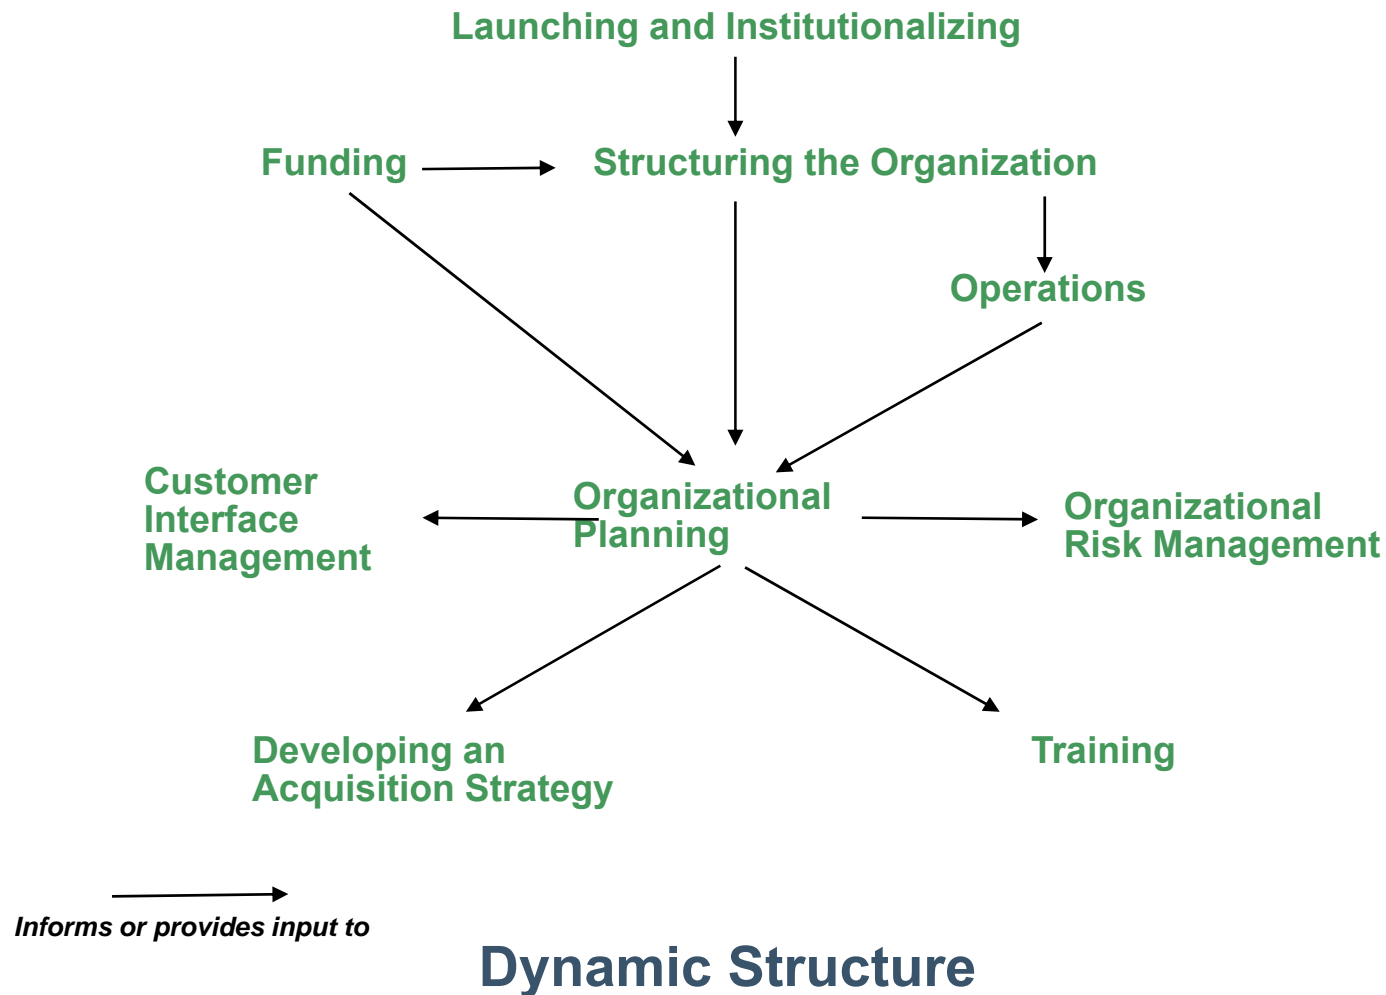 Launching and Institutionalizing
Funding
Structuring the Organization
Operations
Customer
Interface
Management
Organizational
Planning
Organizational
Risk Management
Developing an
Acquisition Strategy
Training
Informs or provides input to
Dynamic Structure